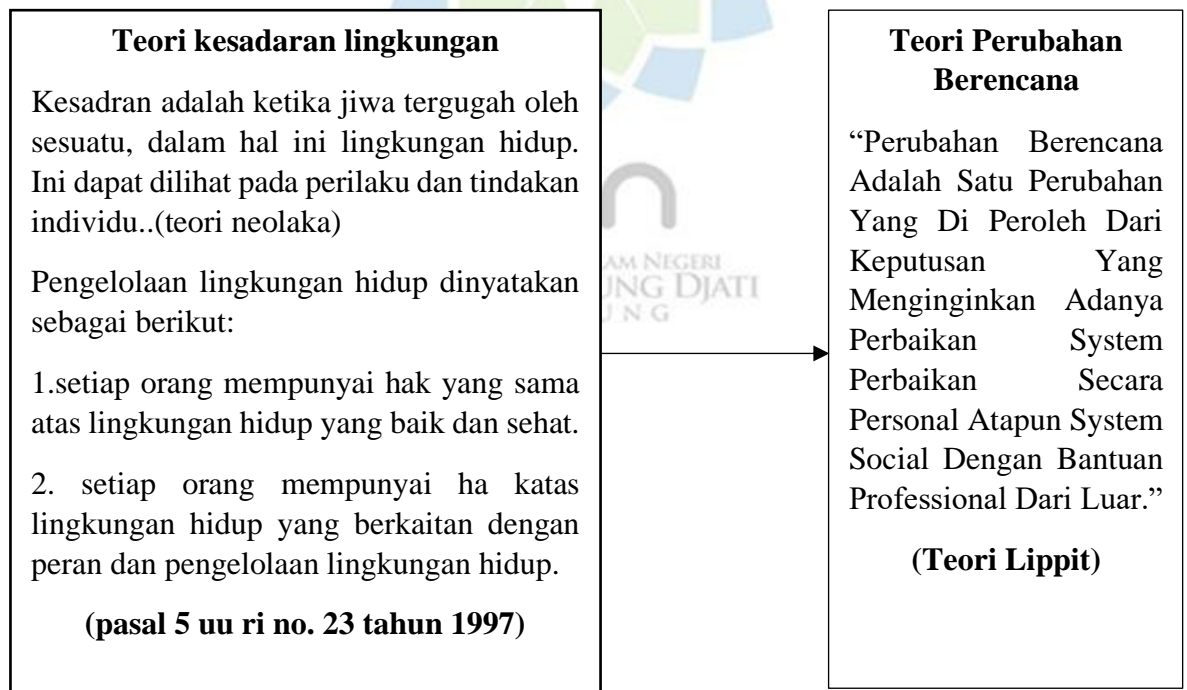 Teori kesadaran lingkungan
Kesadran adalah ketika jiwa tergugah oleh
sesuatu, dalam hal ini lingkungan hidup.
Ini dapat dilihat pada perilaku dan tindakan
individu..(teori neolaka)
Pengelolaan lingkungan hidup dinyatakan
sebagai berikut:
1.setiap orang mempunyai hak yang sama
atas lingkungan hidup yang baik dan sehat.
2. setiap orang mempunyai ha katas
lingkungan hidup yang berkaitan dengan
peran dan pengelolaan lingkungan hidup.
(pasal 5 uu ri no. 23 tahun 1997)
AM NEGERI
UNG DJATI
UNG
Teori Perubahan
Berencana
“Perubahan Berencana
Adalah Satu Perubahan
Yang Di Peroleh Dari
Keputusan Yang
Menginginkan Adanya
Perbaikan System
Perbaikan Secara
Personal Atapun System
Social Dengan Bantuan
Professional Dari Luar.”
(Teori Lippit)